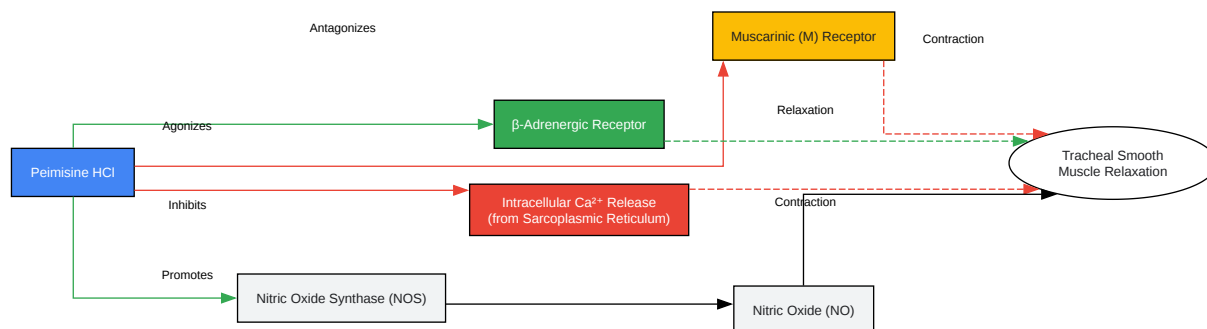 Antagonizes
Muscarinic (M) Receptor
Contraction
Agonizes
β-Adrenergic Receptor
Relaxation
Peimisine HCl
Tracheal Smooth
Muscle Relaxation
Inhibits
Intracellular Ca²⁺ Release
(from Sarcoplasmic Reticulum)
Contraction
Promotes
Nitric Oxide Synthase (NOS)
Nitric Oxide (NO)